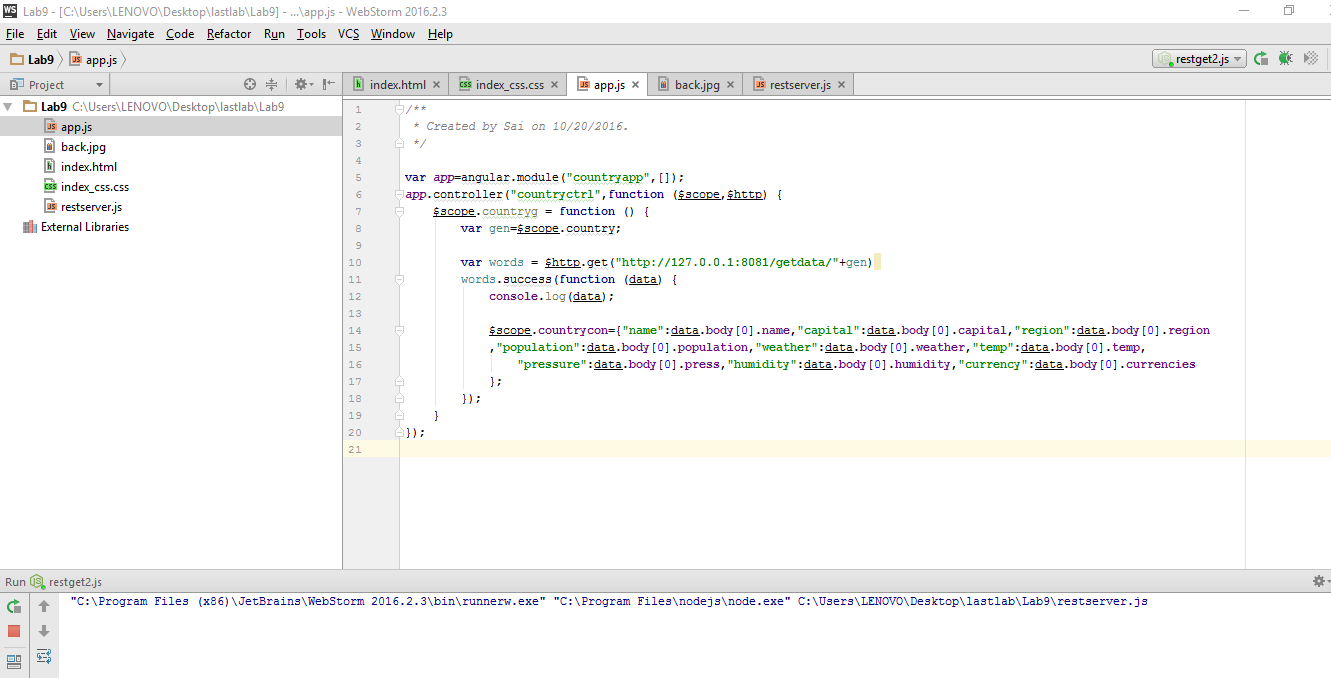 WS Lab9 - [C:\Users\LENOVO\Desktop\lastlab\Lab9] - ...\app.js - WebStorm 2016.2.3
File Edit View Navigate Code Refactor Run Tools VCS Window Help
Lab9 JS app.js restget2.js
Project index.html index_css.css app.js back.jpg restserver.js
Lab9 C:\Users\LENOVO\Desktop\lastlab\Lab9
app.js
back.jpg
index.html
index_css.css
restserver.js
External Libraries
1 /**
2 * Created by Sai on 10/20/2016.
3 */
4
5 var app=angular.module("countryapp",[]);
6 app.controller("countryctrl",function ($scope,$http) {
7 $scope.countryg = function () {
8 var gen=$scope.country;
9
10 var words = $http.get("http://127.0.0.1:8081/getdata/"+gen)
11 words.success(function (data) {
12 console.log(data);
13
14 $scope.countrycon={"name":data.body[0].name,"capital":data.body[0].capital,"region":data.body[0].region
15 ,"population":data.body[0].population,"weather":data.body[0].weather,"temp":data.body[0].temp,
16 "pressure":data.body[0].press,"humidity":data.body[0].humidity,"currency":data.body[0].currencies
17 };
18 });
19 }
20 });
21
Run restget2.js
"C:\Program Files (x86)\JetBrains\WebStorm 2016.2.3\bin\runnerw.exe" "C:\Program Files\nodejs\node.exe" C:\Users\LENOVO\Desktop\lastlab\Lab9\restserver.js